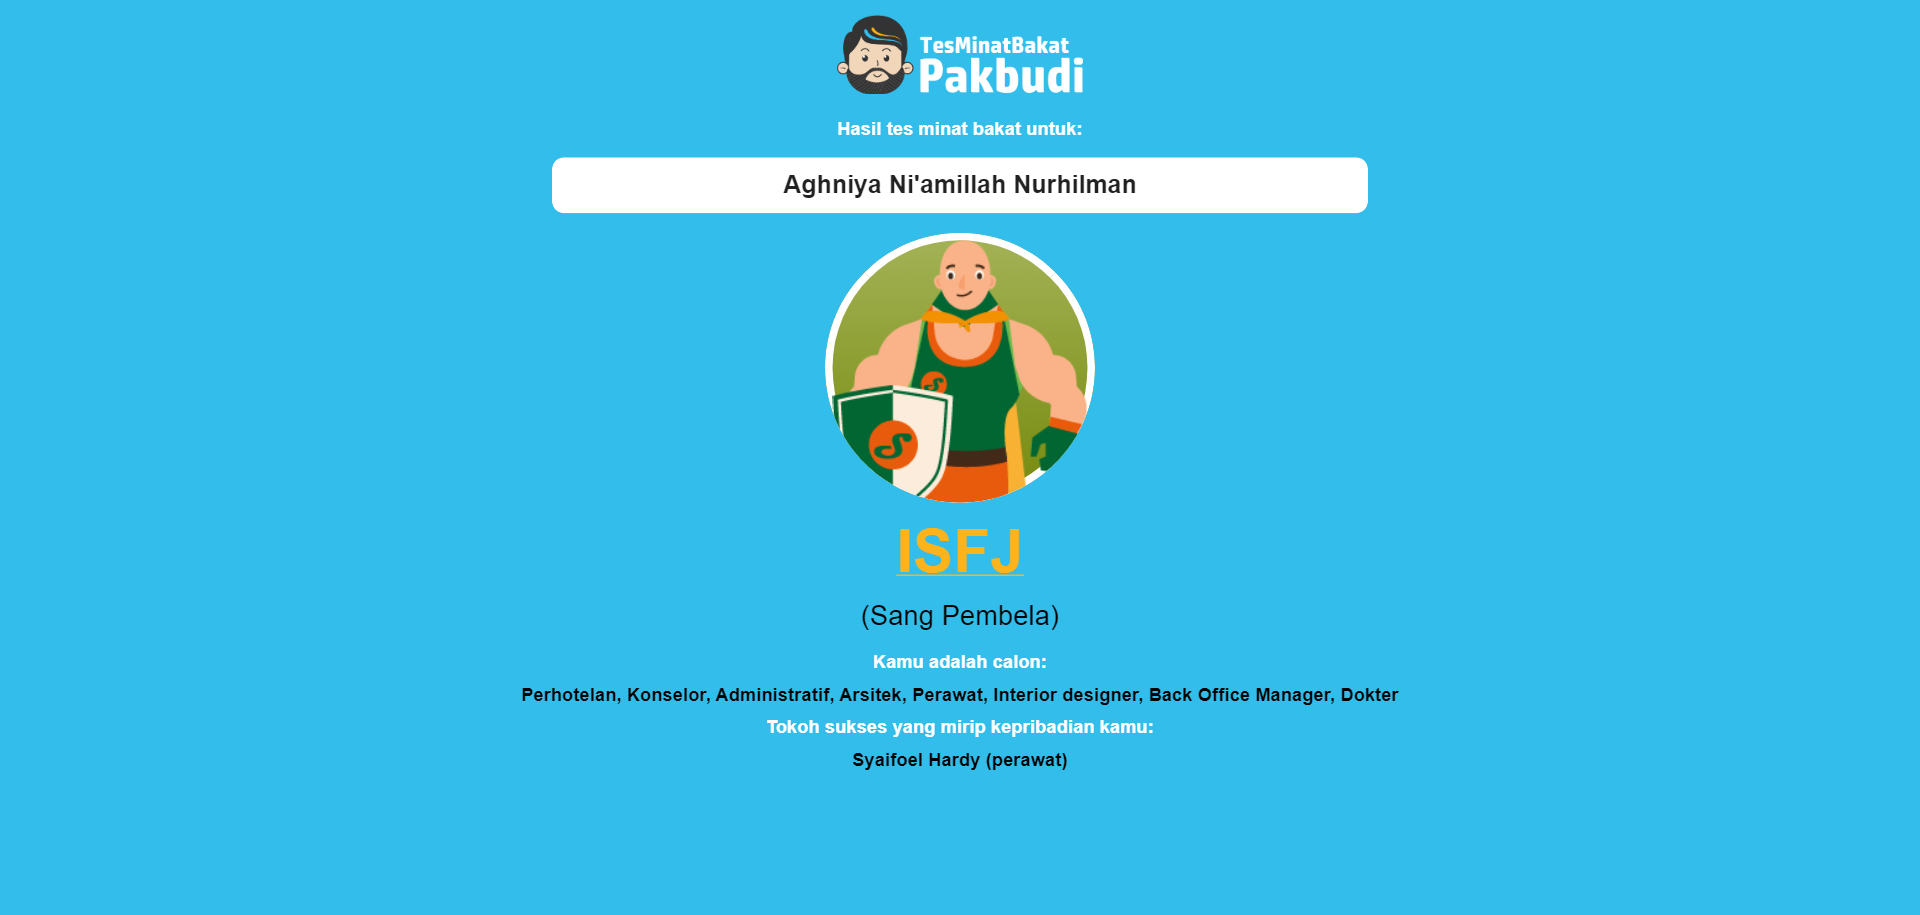 TesMinatBakat
Pakbudi
Hasil tes minat bakat untuk:
Aghniya Ni'amillah Nurhilman
S
S
ISFJ
(Sang Pembela)
Kamu adalah calon:
Perhotelan, Konselor, Administratif, Arsitek, Perawat, Interior designer, Back Office Manager, Dokter
Tokoh sukses yang mirip kepribadian kamu:
Syaifoel Hardy (perawat)